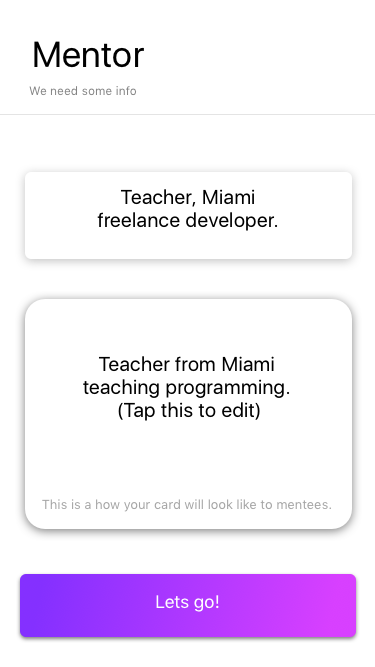 Mentor
We need some info
Teacher, Miami
freelance developer.
Teacher from Miami
teaching programming.
(Tap this to edit)
This is a how your card will look like to mentees.
Lets go!